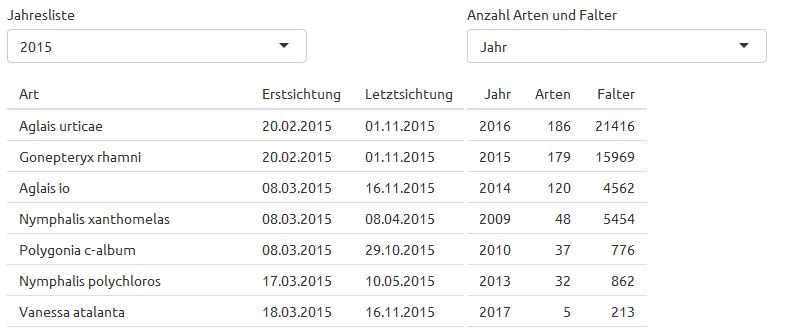 Jahresliste Anzahl Arten und Falter
2015 Jahr
Art Erstsichtung Letztsichtung Jahr Arten Falter
Aglais urticae 20.02.2015 01.11.2015 2016 186 21416
Gonepteryx rhamni 20.02.2015 01.11.2015 2015 179 15969
Aglais io 08.03.2015 16.11.2015 2014 120 4562
Nymphalis xanthomelas 08.03.2015 08.04.2015 2009 48 5454
Polygonia c-album 08.03.2015 29.10.2015 2010 37 776
Nymphalis polychloros 17.03.2015 10.05.2015 2013 32 862
Vanessa atalanta 18.03.2015 16.11.2015 2017 5 213